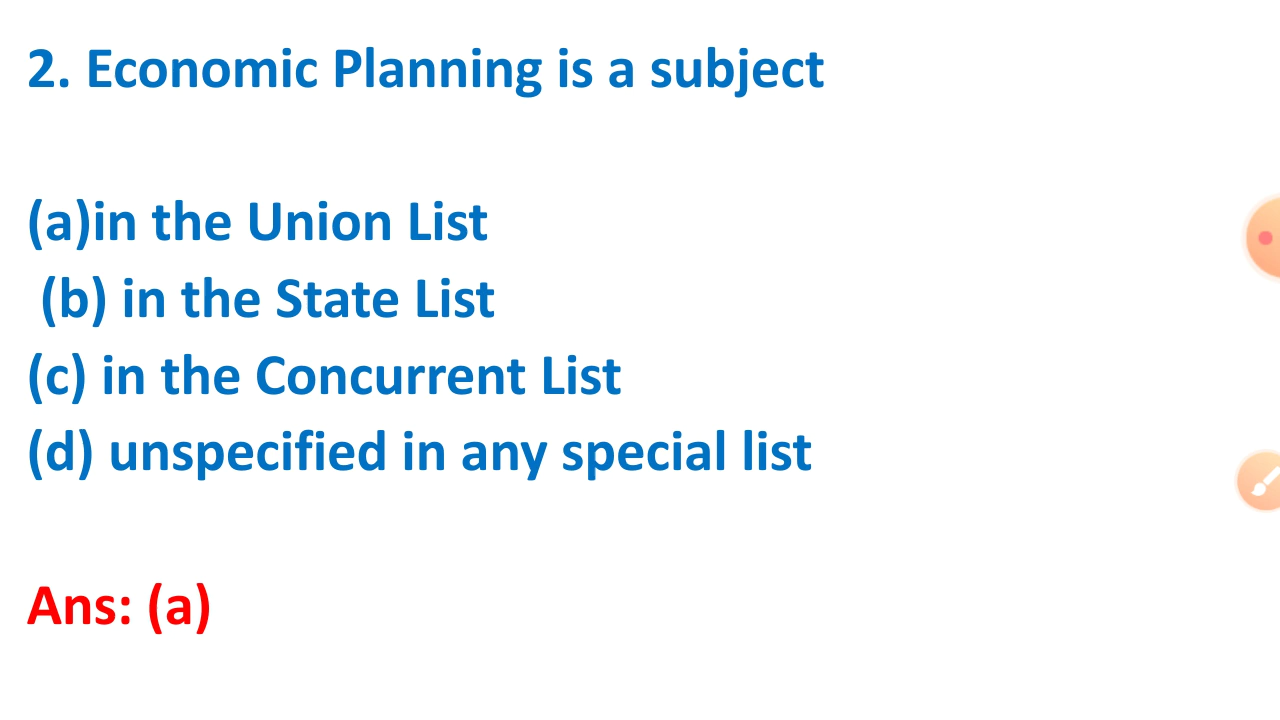 2. Economic Planning is a subject
(a)in the Union List
(b) in the State List
(c) in the Concurrent List
(d) unspecified in any special list
Ans: (a)